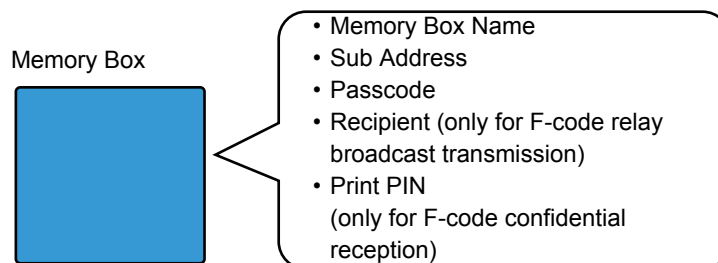 Memory Box
• Memory Box Name
• Sub Address
• Passcode
• Recipient (only for F-code relay
broadcast transmission)
• Print PIN
(only for F-code confidential
reception)